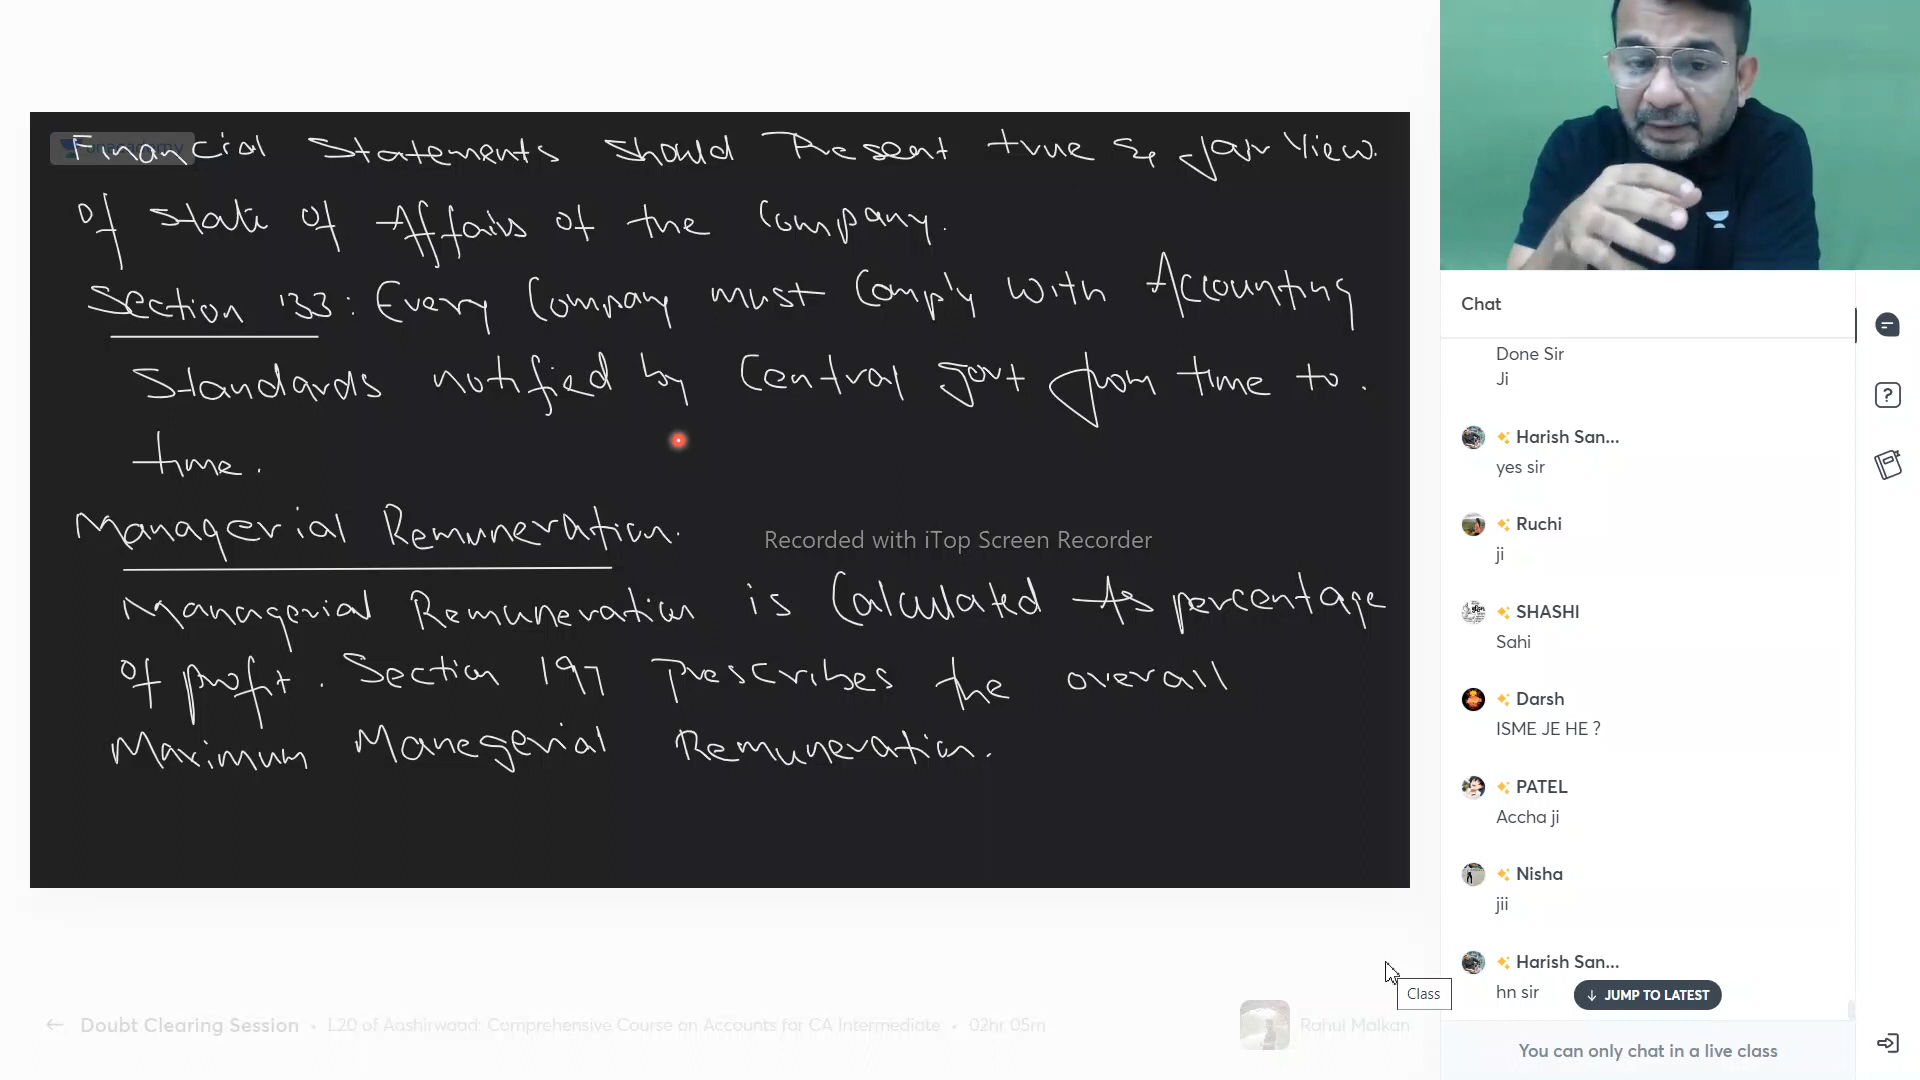 Financial Statements Should Present true & fair View.
of state of Affairs of the Company.
Section 133: Every Company must Comply with Accounting
Standards notified by Central govt from time to.
time.
Managerial Remuneration.
Recorded with iTop Screen Recorder
Managerial Remuneration is Calculated As percentage
of profit. Section 197 Prescribes the overall
Maximum Manegerial Remuneration.
Chat
Done Sir
Ji
Harish San...
yes sir
Ruchi
ji
SHASHI
Sahi
Darsh
ISME JE HE ?
PATEL
Accha ji
Nisha
jii
Harish San...
hn sir
JUMP TO LATEST
You can only chat in a live class
Class
Doubt Clearing Session • L20 of Aashirwaad: Comprehensive Course on Accounts for CA Intermediate • 02hr 05m
Rahul Malkan